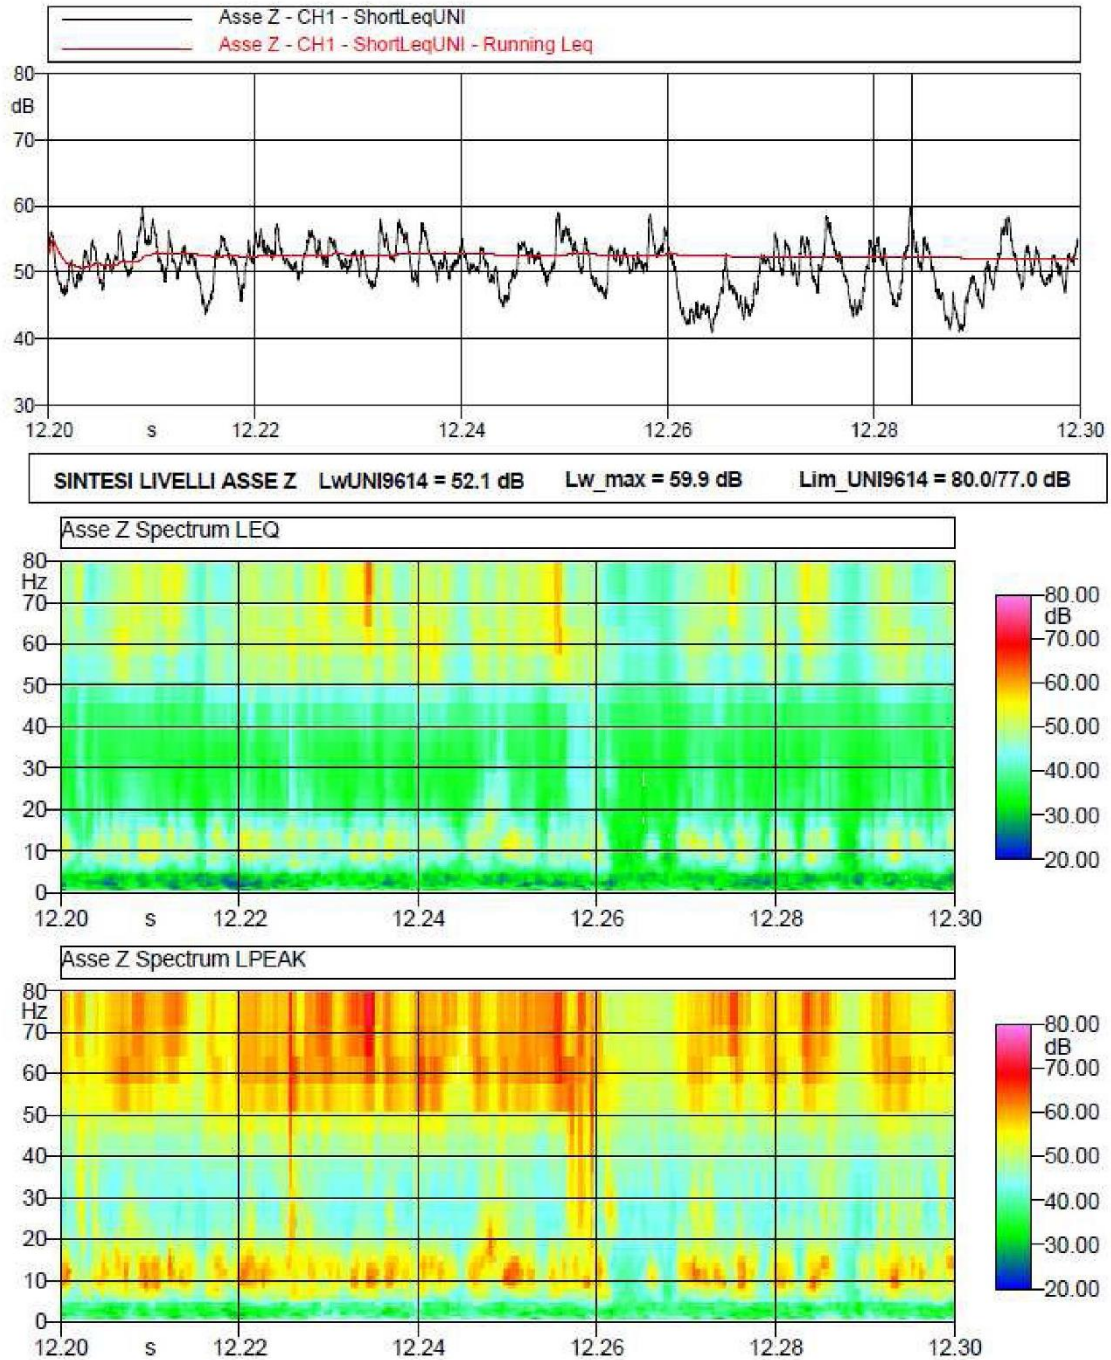 Asse Z - CH1 - ShortLeqUNI
Asse Z - CH1 - ShortLeqUNI - Running Leq
80
dB
70
60
50
40
30
12.20 s 12.22 12.24 12.26 12.28 12.30
SINTESI LIVELLI ASSE Z LwUNI9614 = 52.1 dB Lw_max = 59.9 dB Lim_UNI9614 = 80.0/77.0 dB
Asse Z Spectrum LEQ
80
Hz
70
60
50
40
30
20
10
0
12.20 s 12.22 12.24 12.26 12.28 12.30
80.00
dB
70.00
60.00
50.00
40.00
30.00
20.00
Asse Z Spectrum LPEAK
80
Hz
70
60
50
40
30
20
10
0
12.20 s 12.22 12.24 12.26 12.28 12.30
80.00
dB
70.00
60.00
50.00
40.00
30.00
20.00